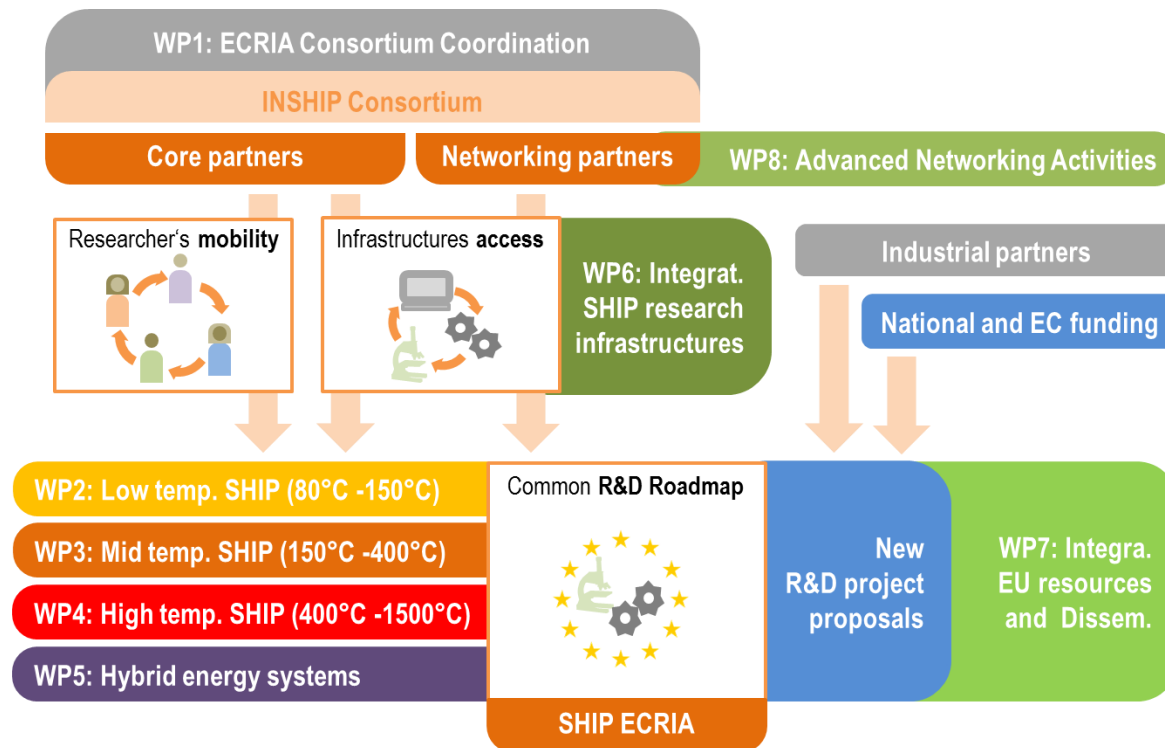 WP1: ECRIA Consortium Coordination
INSHIP Consortium
Core partners
Networking partners
WP8: Advanced Networking Activities
Researcher's mobility
Infrastructures access
WP6: Integrat.
SHIP research
infrastructures
Industrial partners
National and EC funding
WP2: Low temp. SHIP (80°C -150°C)
WP3: Mid temp. SHIP (150°C -400°C)
WP4: High temp. SHIP (400°C -1500°C)
WP5: Hybrid energy systems
Common R&D Roadmap
SHIP ECRIA
New
R&D project
proposals
WP7: Integra.
EU resources
and Dissem.